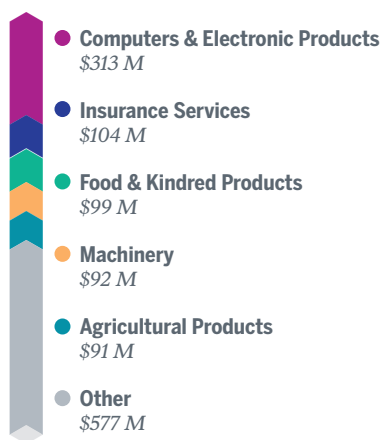 Computers & Electronic Products
$313 M
Insurance Services
$104 M
Food & Kindred Products
$99 M
Machinery
$92 M
Agricultural Products
$91 M
Other
$577 M